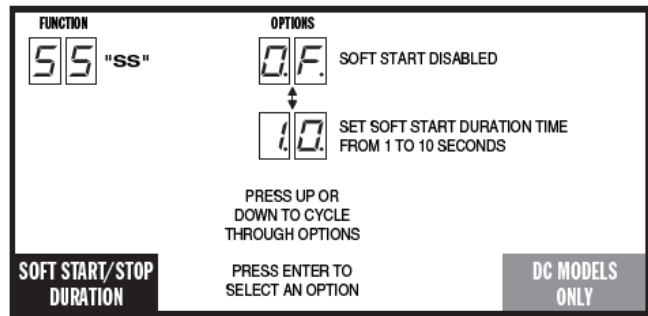 FUNCTION
OPTIONS
SS "SS"
O.F. SOFT START DISABLED
1.0. SET SOFT START DURATION TIME
FROM 1 TO 10 SECONDS
PRESS UP OR
DOWN TO CYCLE
THROUGH OPTIONS
SOFT START/STOP
DURATION
PRESS ENTER TO
SELECT AN OPTION
DC MODELS
ONLY